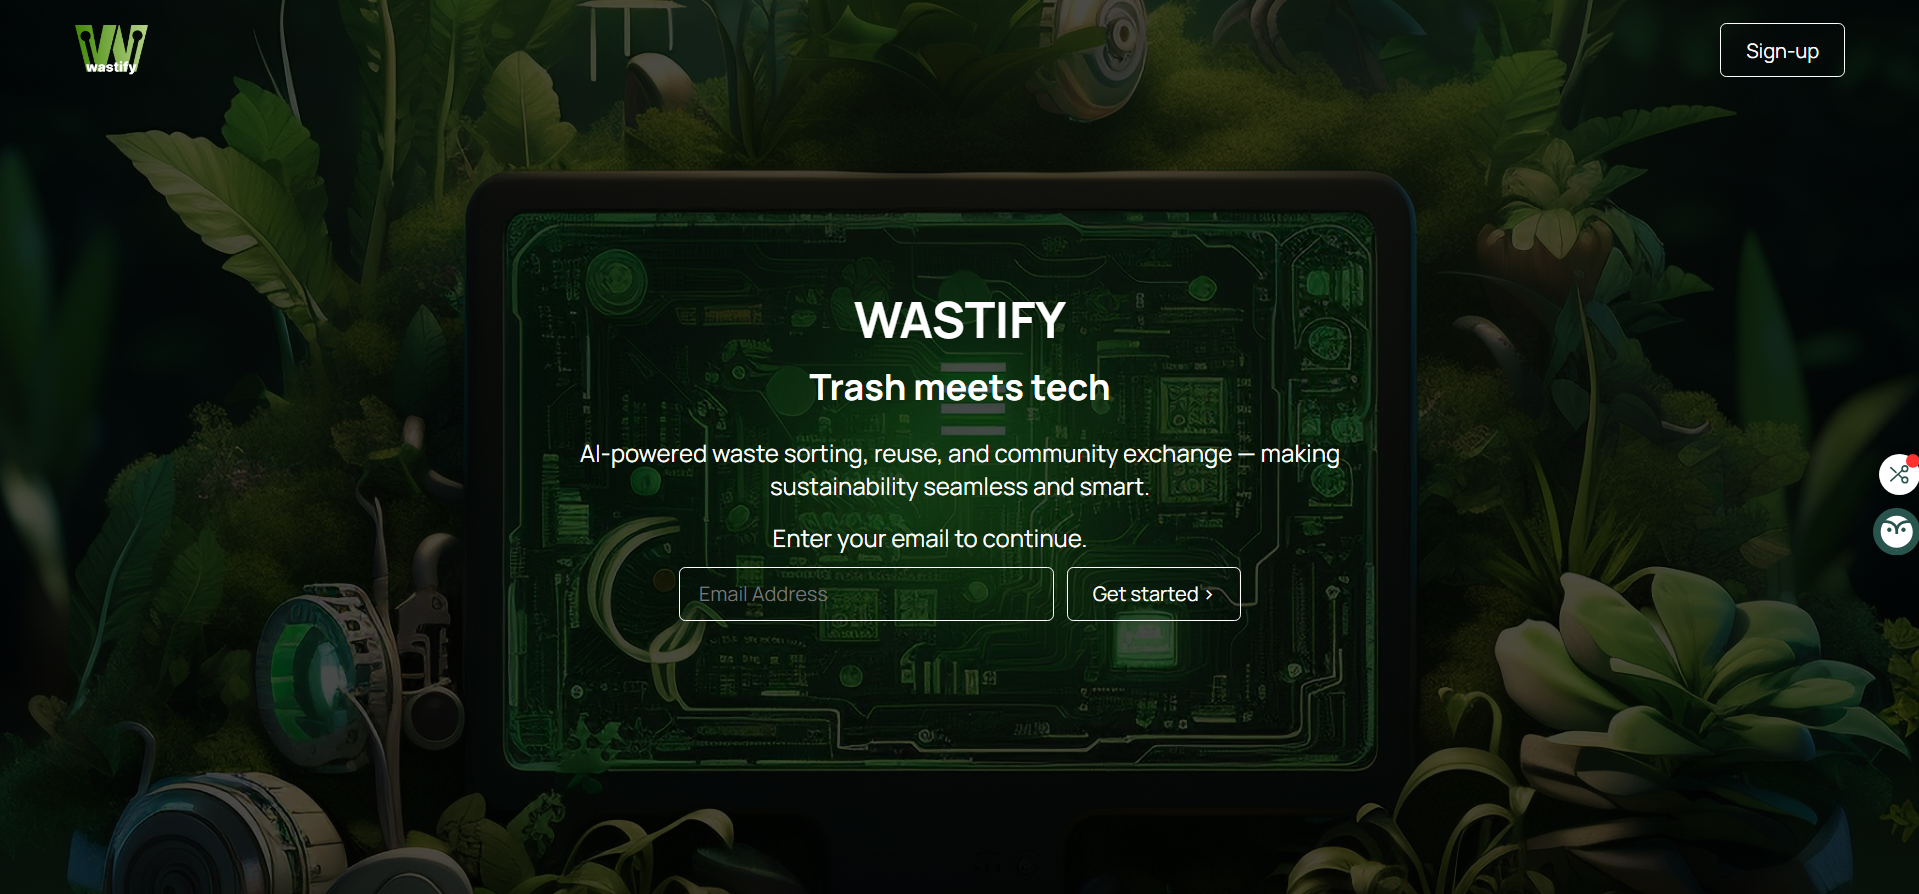 wastify
Sign-up
WASTIFY
Trash meets tech
AI-powered waste sorting, reuse, and community exchange — making
sustainability seamless and smart.
Enter your email to continue.
Email Address
Get started ›